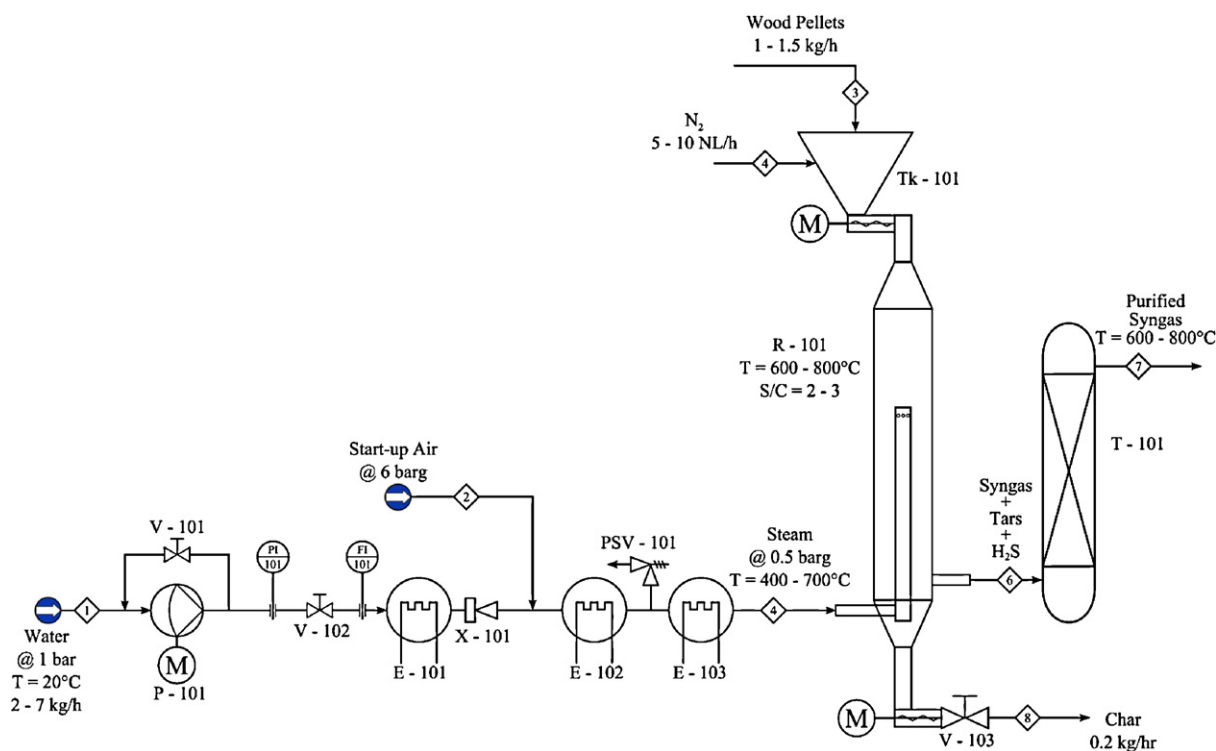 Wood Pellets
1 - 1.5 kg/h
3
N₂
5 - 10 NL/h
4
Tk - 101
M
R - 101
T = 600 - 800°C
S/C = 2 - 3
Purified
Syngas
T = 600 - 800°C
7
T - 101
Start-up Air
@ 6 barg
2
V - 101
PI
101
FI
101
PSV - 101
Steam
@ 0.5 barg
T = 400 - 700°C
Syngas
+
Tars
+
H₂S
6
1
4
Water
@ 1 bar
T = 20°C
2 - 7 kg/h
M
P - 101
V - 102
E - 101
X - 101
E - 102
E - 103
M
V - 103
8
Char
0.2 kg/hr